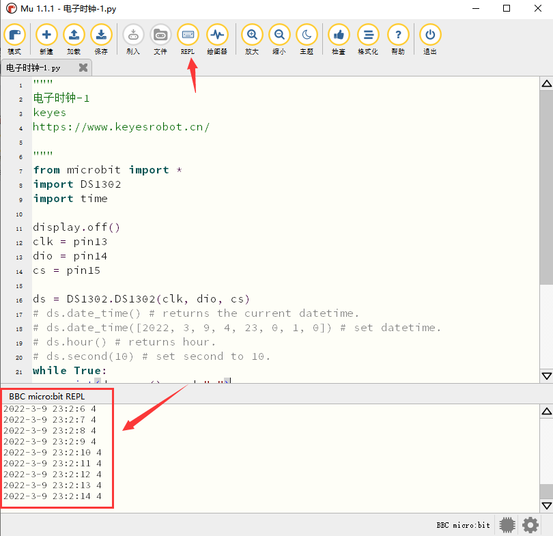 Mu 1.1.1 - 电子时钟-1.py
模式 新建 加载 保存 刷入 文件 REPL 绘图器 放大 缩小 主题 检查 格式化 帮助 退出
电子时钟-1.py
1 """
2 电子时钟-1
3 keyes
4 https://www.keyesrobot.cn/
5
6 """
7 from microbit import *
8 import DS1302
9 import time
10
11 display.off()
12 clk = pin13
13 dio = pin14
14 cs = pin15
15
16 ds = DS1302.DS1302(clk, dio, cs)
17 # ds.date_time() # returns the current datetime.
18 # ds.date_time([2022, 3, 9, 4, 23, 0, 1, 0]) # set datetime.
19 # ds.hour() # returns hour.
20 # ds.second(10) # set second to 10.
21 while True:
BBC micro:bit REPL
2022-3-9 23:2:6 4
2022-3-9 23:2:7 4
2022-3-9 23:2:8 4
2022-3-9 23:2:9 4
2022-3-9 23:2:10 4
2022-3-9 23:2:11 4
2022-3-9 23:2:12 4
2022-3-9 23:2:13 4
2022-3-9 23:2:14 4
BBC micro:bit